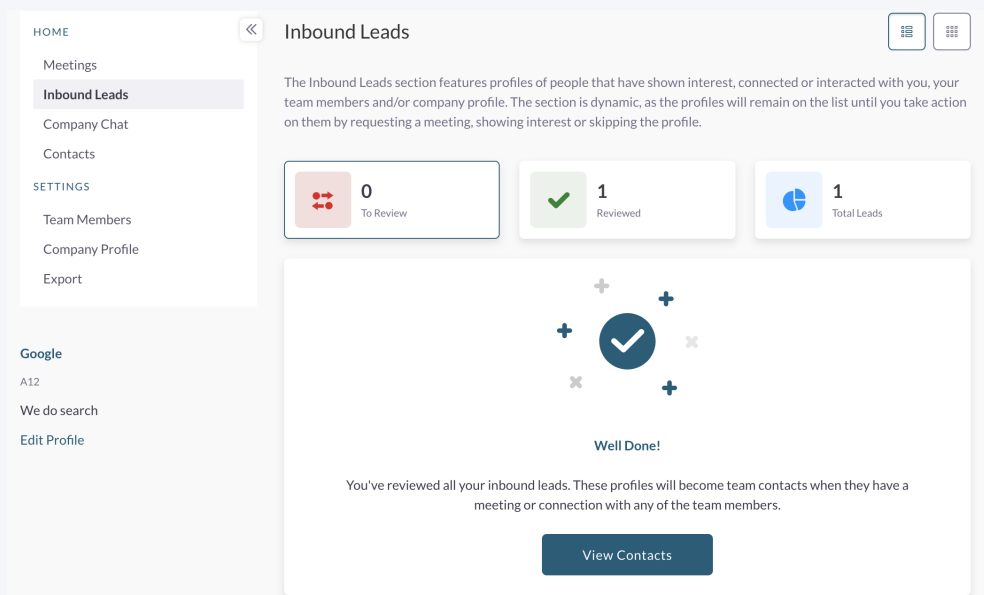 HOME
Meetings
Inbound Leads
Company Chat
Contacts
SETTINGS
Team Members
Company Profile
Export
Google
A12
We do search
Edit Profile
Inbound Leads
The Inbound Leads section features profiles of people that have shown interest, connected or interacted with you, your
team members and/or company profile. The section is dynamic, as the profiles will remain on the list until you take action
on them by requesting a meeting, showing interest or skipping the profile.
0
To Review
1
Reviewed
1
Total Leads
Well Done!
You've reviewed all your inbound leads. These profiles will become team contacts when they have a
meeting or connection with any of the team members.
View Contacts